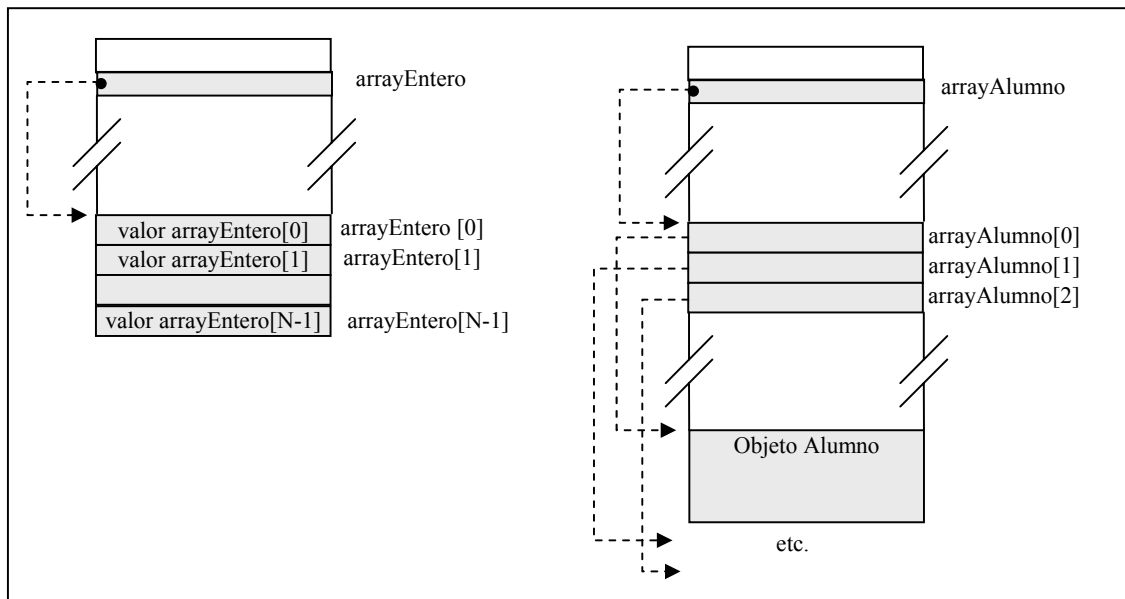 arrayEntero
valor arrayEntero[0] arrayEntero [0]
valor arrayEntero[1] arrayEntero[1]
valor arrayEntero[N-1] arrayEntero[N-1]
arrayAlumno
arrayAlumno[0]
arrayAlumno[1]
arrayAlumno[2]
Objeto Alumno
etc.